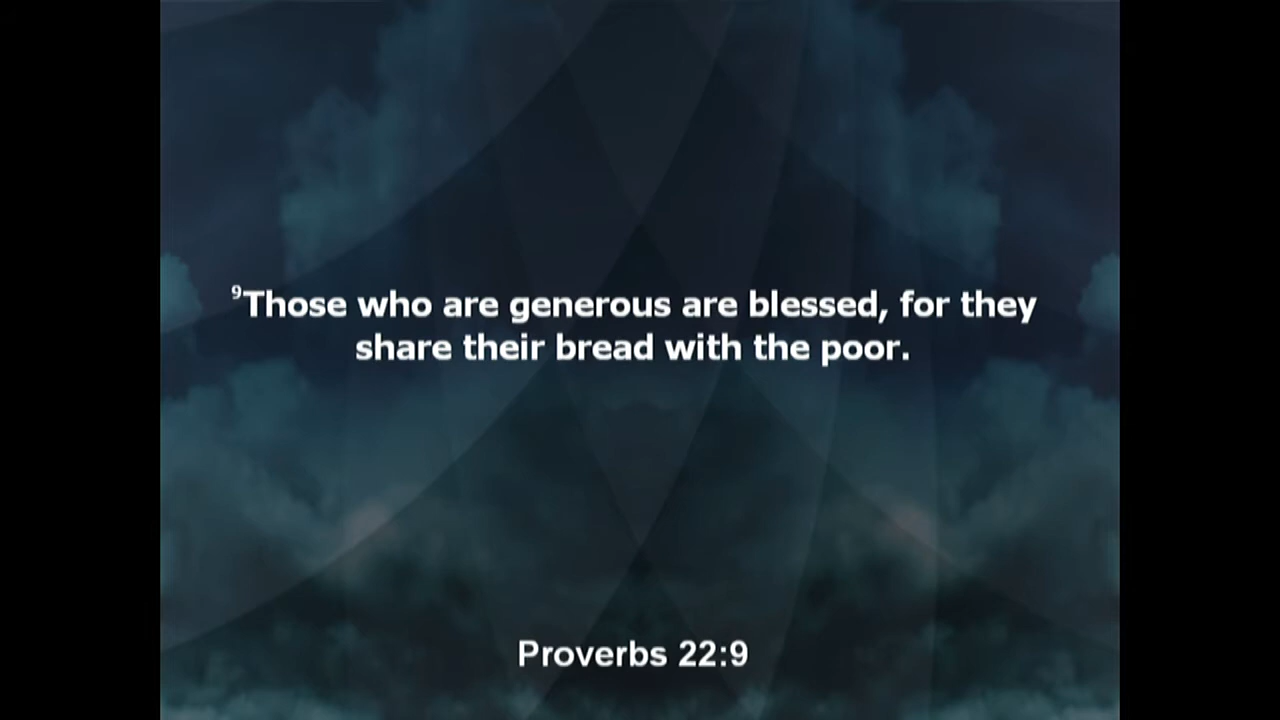 ⁹Those who are generous are blessed, for they
share their bread with the poor.
Proverbs 22:9